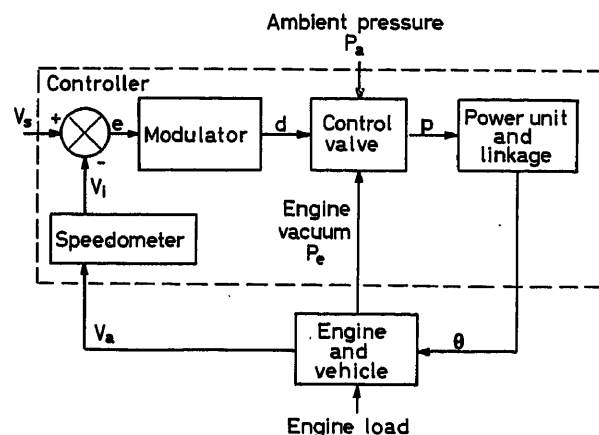 Ambient pressure
Pa
Controller
Vs
+
e
-
Modulator
d
Control
valve
p
Power unit
and
linkage
Vi
Speedometer
Engine
vacuum
Pe
Va
Engine
and
vehicle
θ
Engine load